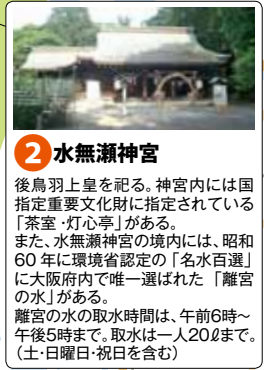 2 水無瀬神宮
後鳥羽上皇を祀る。神宮内には国
指定重要文化財に指定されている
「茶室・灯心亭」がある。
また、水無瀬神宮の境内には、昭和
60年に環境省認定の「名水百選」
に大阪府内で唯一選ばれた「離宮
の水」がある。
離宮の水の取水時間は、午前6時～
午後5時まで。取水は一人20ℓまで。
（土・日曜日・祝日を含む）